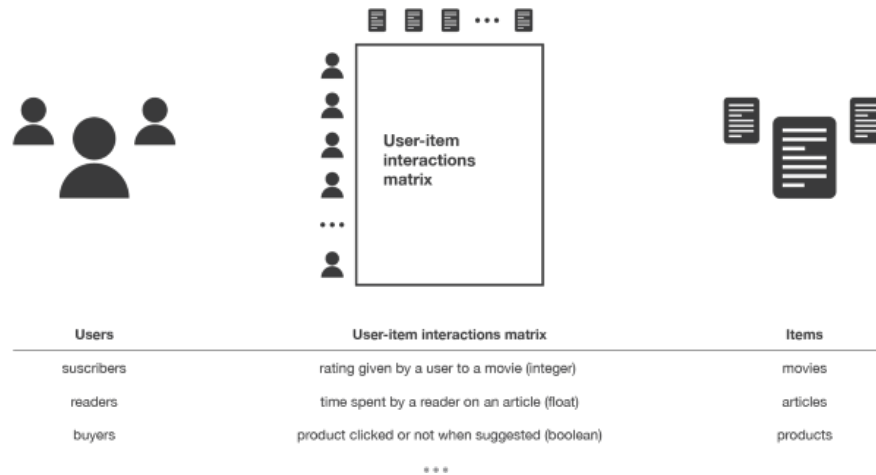 User-item
interactions
matrix
Users User-item interactions matrix Items
suscribers rating given by a user to a movie (integer) movies
readers time spent by a reader on an article (float) articles
buyers product clicked or not when suggested (boolean) products